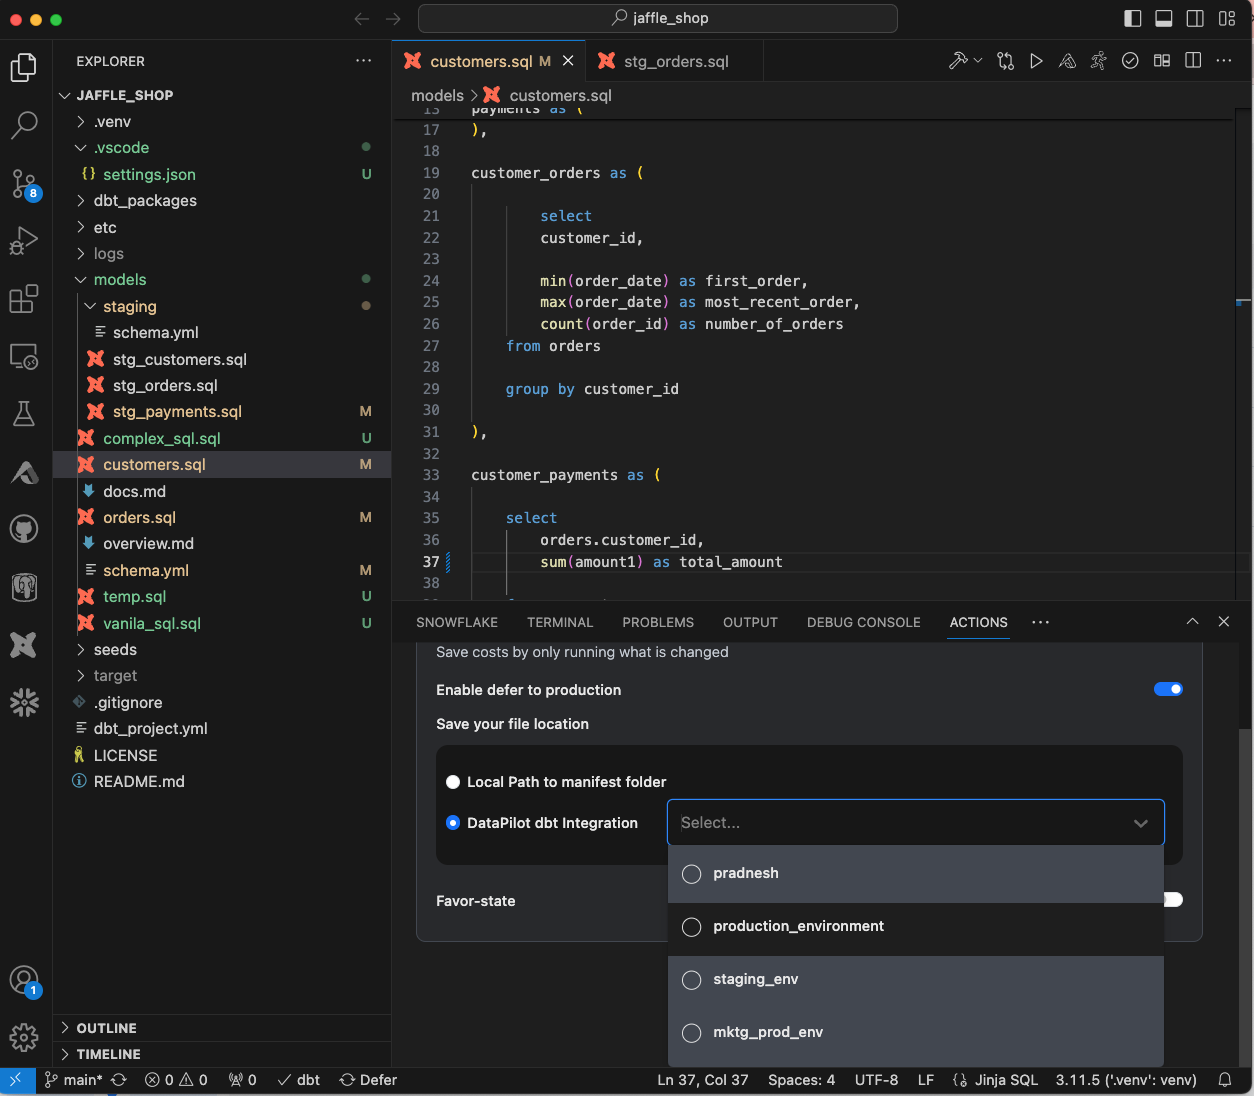 jaffle_shop
EXPLORER
JAFFLE_SHOP
.venv
.vscode
settings.json U
dbt_packages
etc
logs
models
staging
schema.yml
stg_customers.sql
stg_orders.sql
stg_payments.sql M
complex_sql.sql U
customers.sql M
docs.md
orders.sql M
overview.md
schema.yml M
temp.sql U
vanila_sql.sql U
seeds
target
.gitignore
dbt_project.yml
LICENSE
README.md
OUTLINE
TIMELINE
8
1
customers.sql M
stg_orders.sql
models > customers.sql
13 payments as (
17 ),
18
19 customer_orders as (
20
21 select
22 customer_id,
23
24 min(order_date) as first_order,
25 max(order_date) as most_recent_order,
26 count(order_id) as number_of_orders
27 from orders
28
29 group by customer_id
30
31 ),
32
33 customer_payments as (
34
35 select
36 orders.customer_id,
37 sum(amount1) as total_amount
38
SNOWFLAKE TERMINAL PROBLEMS OUTPUT DEBUG CONSOLE ACTIONS ···
Save costs by only running what is changed
Enable defer to production
Save your file location
Local Path to manifest folder
DataPilot dbt Integration Select...
pradnesh
Favor-state
production_environment
staging_env
mktg_prod_env
main* 0 0 0 dbt Defer Ln 37, Col 37 Spaces: 4 UTF-8 LF Jinja SQL 3.11.5 ('.venv': venv)